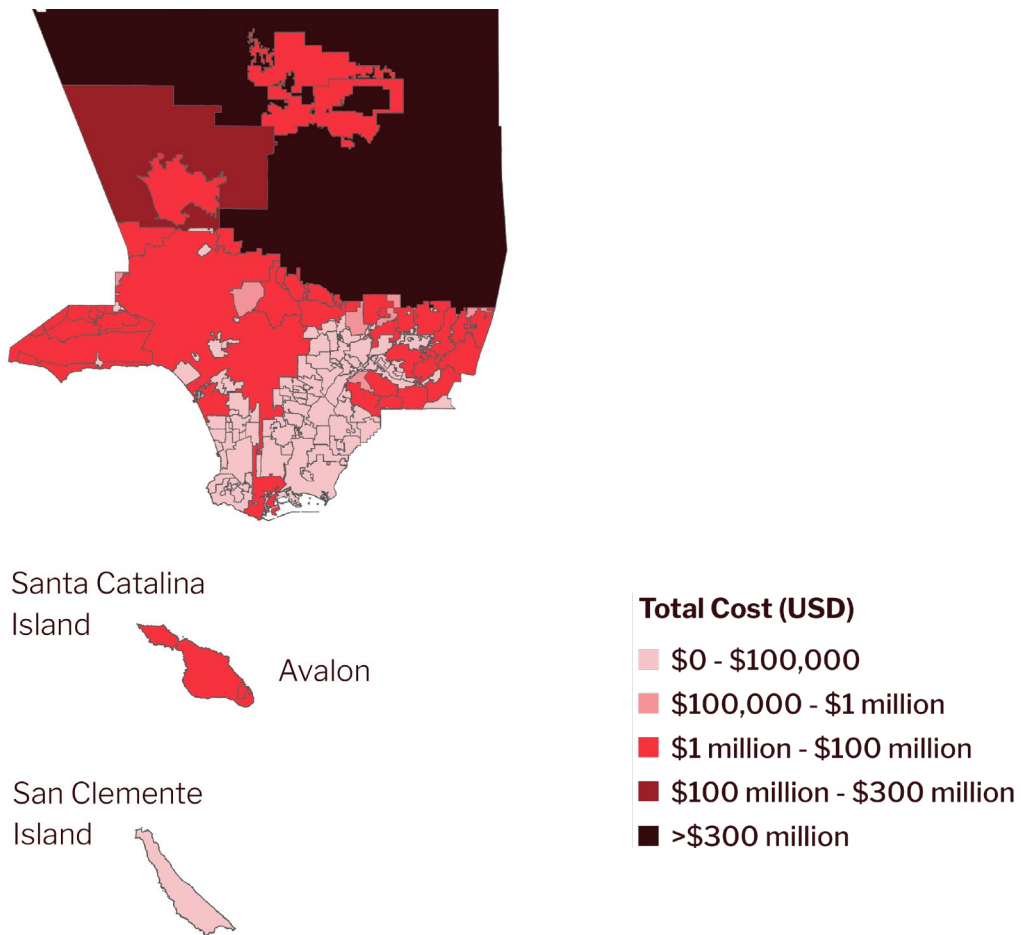 Santa Catalina
Island
Avalon
San Clemente
Island
Total Cost (USD)
$0 - $100,000
$100,000 - $1 million
$1 million - $100 million
$100 million - $300 million
>$300 million